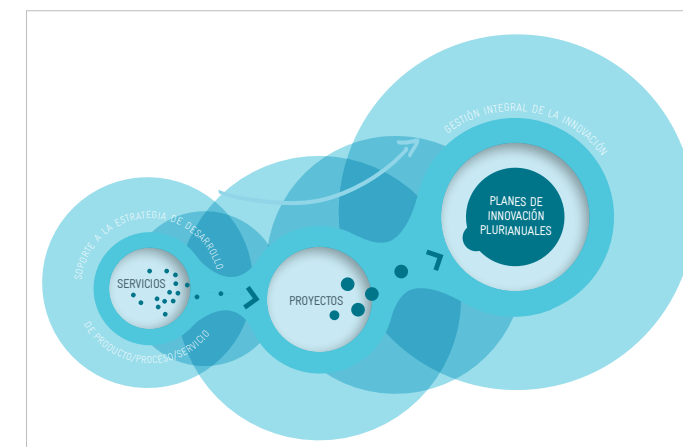 SOPORTE A LA ESTRATEGIA DE DESARROLLO
DE PRODUCTO/PROCESO/SERVICIO
SERVICIOS
PROYECTOS
GESTIÓN INTEGRAL DE LA INNOVACIÓN
PLANES DE
INNOVACIÓN
PLURIANUALES